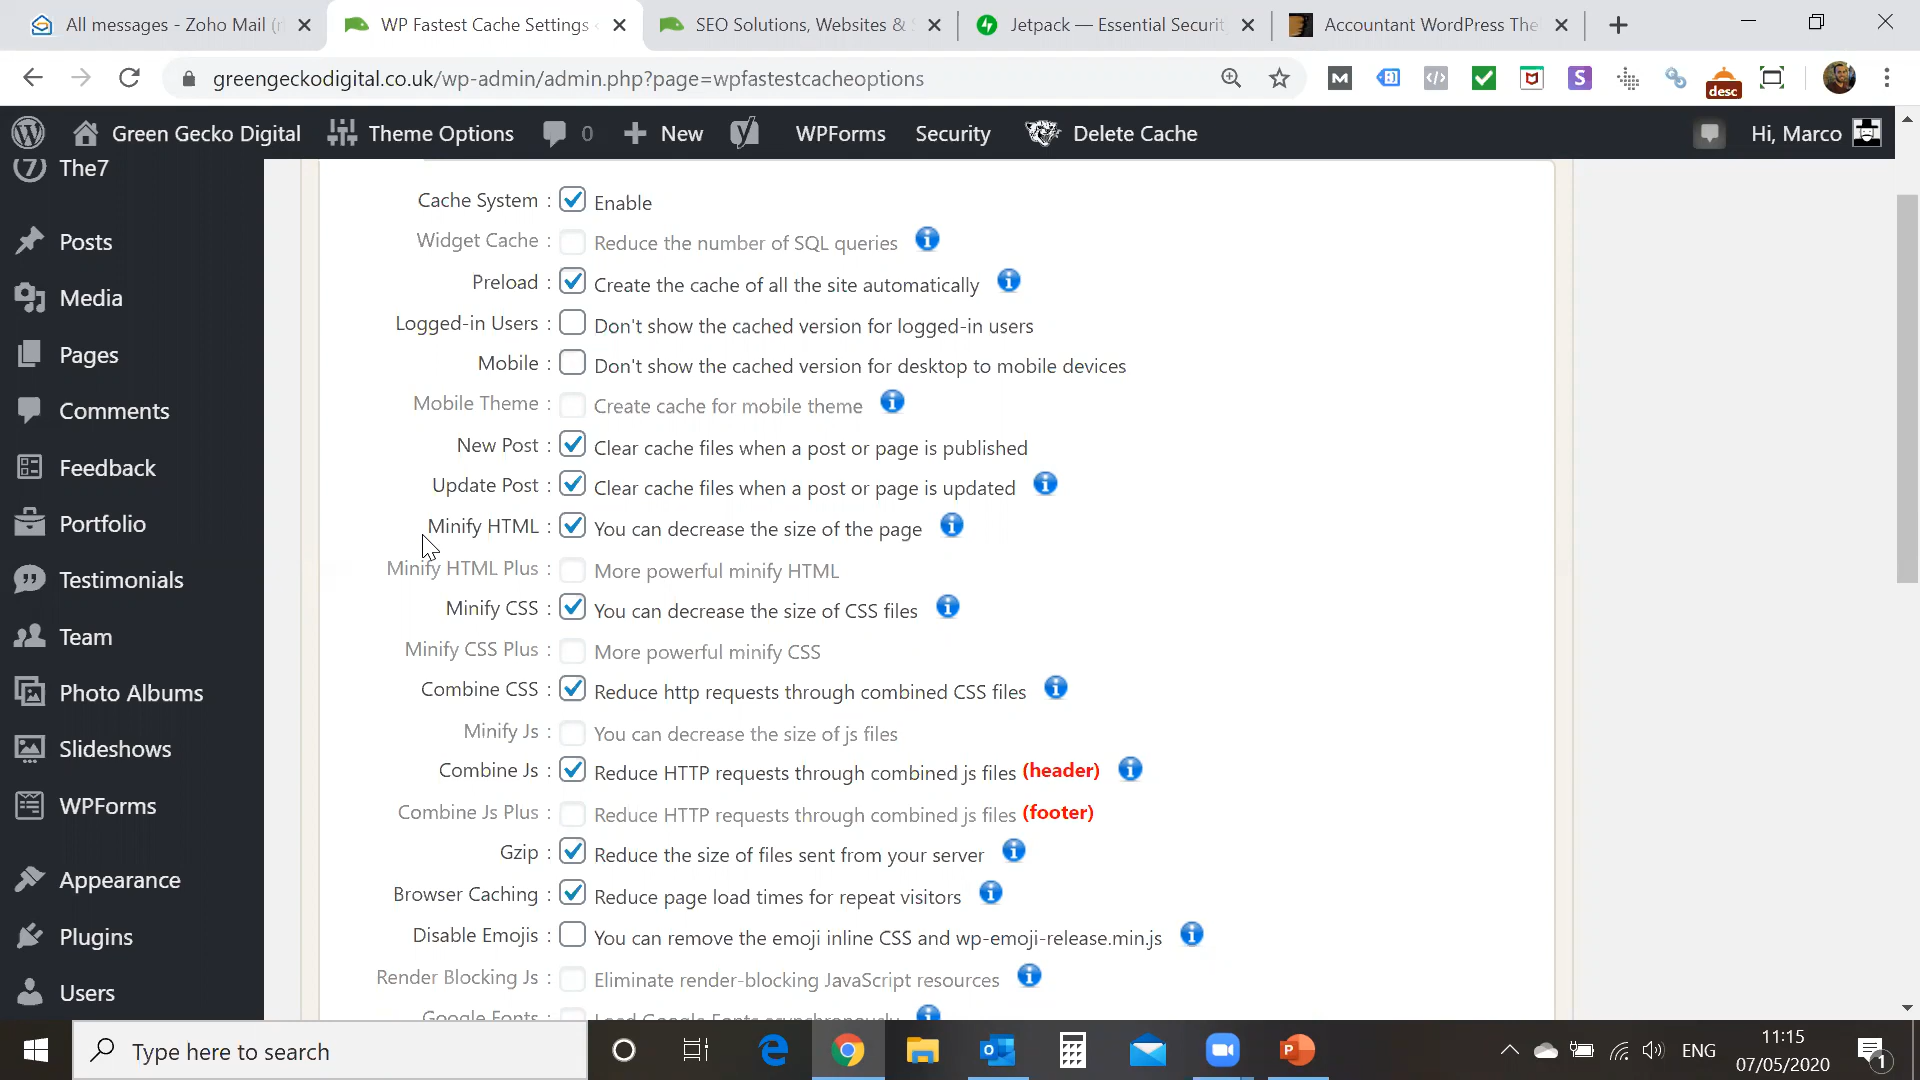 All messages - Zoho Mail (
WP Fastest Cache Settings
SEO Solutions, Websites &
Jetpack — Essential Securit
Accountant WordPress The
greengeckodigital.co.uk/wp-admin/admin.php?page=wpfastestcacheoptions
desc
Green Gecko Digital
Theme Options
0
New
WPForms
Security
Delete Cache
Hi, Marco
The7
Posts
Media
Pages
Comments
Feedback
Portfolio
Testimonials
Team
Photo Albums
Slideshows
WPForms
Appearance
Plugins
Users
Cache System : Enable
Widget Cache : Reduce the number of SQL queries
Preload : Create the cache of all the site automatically
Logged-in Users : Don't show the cached version for logged-in users
Mobile : Don't show the cached version for desktop to mobile devices
Mobile Theme : Create cache for mobile theme
New Post : Clear cache files when a post or page is published
Update Post : Clear cache files when a post or page is updated
Minify HTML : You can decrease the size of the page
Minify HTML Plus : More powerful minify HTML
Minify CSS : You can decrease the size of CSS files
Minify CSS Plus : More powerful minify CSS
Combine CSS : Reduce http requests through combined CSS files
Minify Js : You can decrease the size of js files
Combine Js : Reduce HTTP requests through combined js files (header)
Combine Js Plus : Reduce HTTP requests through combined js files (footer)
Gzip : Reduce the size of files sent from your server
Browser Caching : Reduce page load times for repeat visitors
Disable Emojis : You can remove the emoji inline CSS and wp-emoji-release.min.js
Render Blocking Js : Eliminate render-blocking JavaScript resources
Google Fonts : Load Google Fonts asynchronously
Type here to search
ENG
11:15
07/05/2020
1